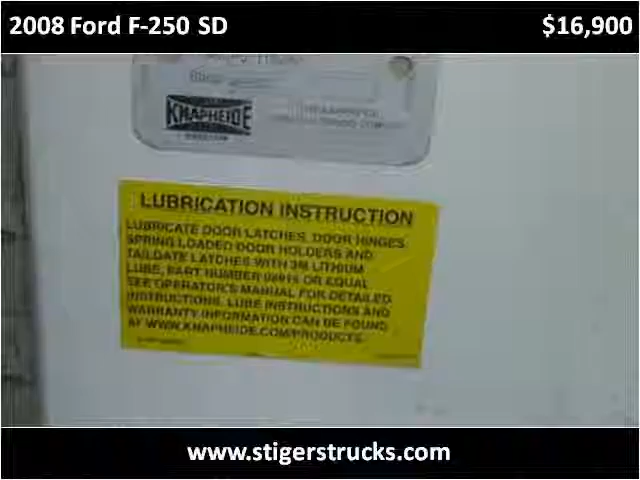 2008 Ford F-250 SD
$16,900
KNAPHEIDE
LUBRICATION INSTRUCTION
LUBRICATE DOOR LATCHES, DOOR HINGES,
SPRING LOADED DOOR HOLDERS AND
TAILGATE LATCHES WITH 3M LITHIUM
LUBE, PART NUMBER OR EQUAL
SEE OPERATOR'S MANUAL FOR DETAILED
INSTRUCTIONS. LUBE INSTRUCTIONS AND
WARRANTY INFORMATION CAN BE FOUND
AT WWW.KNAPHEIDE.COM/PRODUCTS
www.stigerstrucks.com